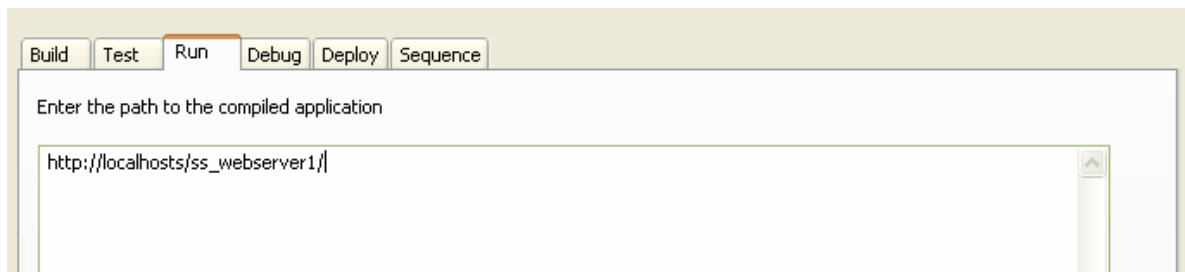 Build Test Run Debug Deploy Sequence
Enter the path to the compiled application
http://localhosts/ss_webserver1/